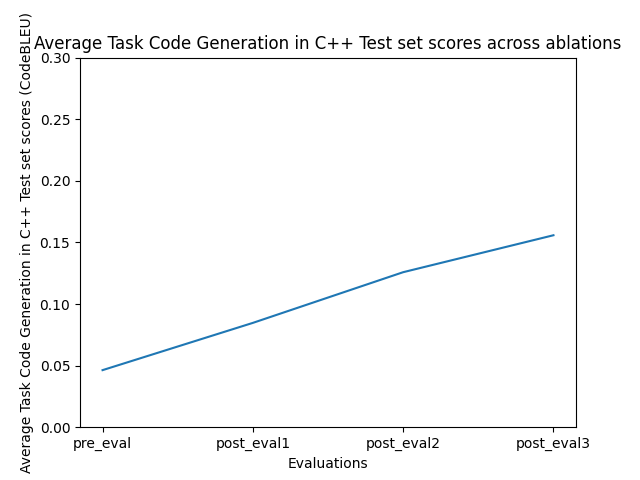 Average Task Code Generation in C++ Test set scores across ablations
Average Task Code Generation in C++ Test set scores (CodeBLEU)
0.30
0.25
0.20
0.15
0.10
0.05
0.00
pre_eval post_eval1 post_eval2 post_eval3
Evaluations